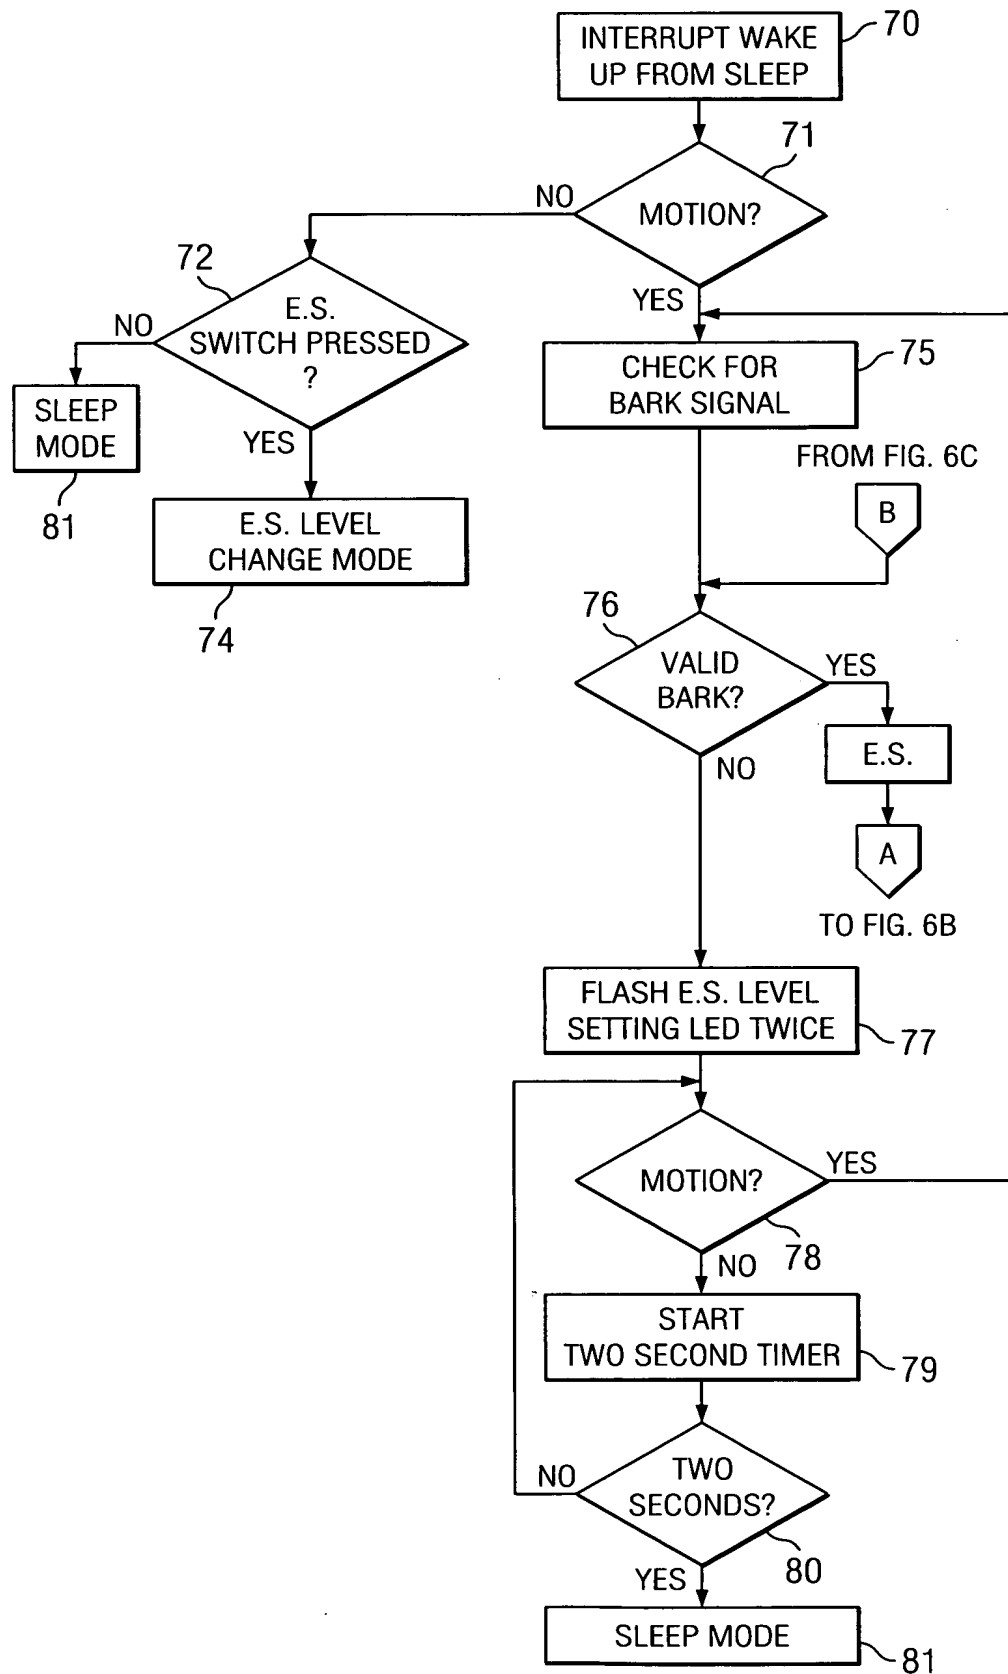 70
INTERRUPT WAKE
UP FROM SLEEP
71
NO
MOTION?
72
YES
E.S.
SWITCH PRESSED
?
NO
75
CHECK FOR
BARK SIGNAL
SLEEP
MODE
YES
81
FROM FIG. 6C
B
E.S. LEVEL
CHANGE MODE
74
76
VALID
BARK?
YES
NO
E.S.
A
TO FIG. 6B
FLASH E.S. LEVEL
SETTING LED TWICE
77
MOTION?
YES
78
NO
START
TWO SECOND TIMER
79
NO
TWO
SECONDS?
80
YES
SLEEP MODE
81